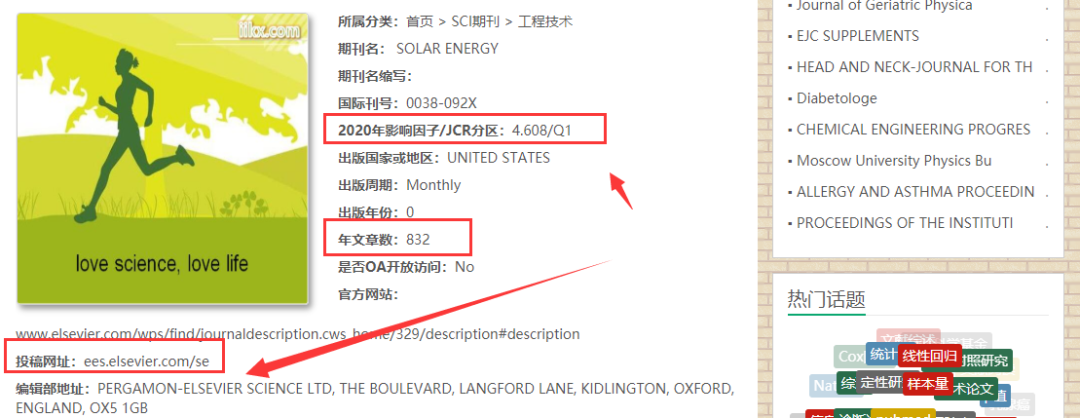 love science, love life
所属分类：首页 > SCI期刊 > 工程技术
期刊名： SOLAR ENERGY
期刊名缩写：
国际刊号：0038-092X
2020年影响因子/JCR分区：4.608/Q1
出版国家或地区：UNITED STATES
出版周期：Monthly
出版年份：0
年文章数：832
是否OA开放访问：No
官方网站：
www.elsevier.com/wps/find/journaldescription.cws_home/329/description#description
投稿网址：ees.elsevier.com/se
编辑部地址：PERGAMON-ELSEVIER SCIENCE LTD, THE BOULEVARD, LANGFORD LANE, KIDLINGTON, OXFORD,
ENGLAND, OX5 1GB
▪ Journal of Geriatric Physica .
▪ EJC SUPPLEMENTS .
▪ HEAD AND NECK-JOURNAL FOR TH .
▪ Diabetologe .
▪ CHEMICAL ENGINEERING PROGRES .
▪ Moscow University Physics Bu .
▪ ALLERGY AND ASTHMA PROCEEDIN .
▪ PROCEEDINGS OF THE INSTITUTI .
热门话题
文献综述
Cox
统计
线性回归
对照研究
Nat
综
定性研
样本量
术论文
值
诊断